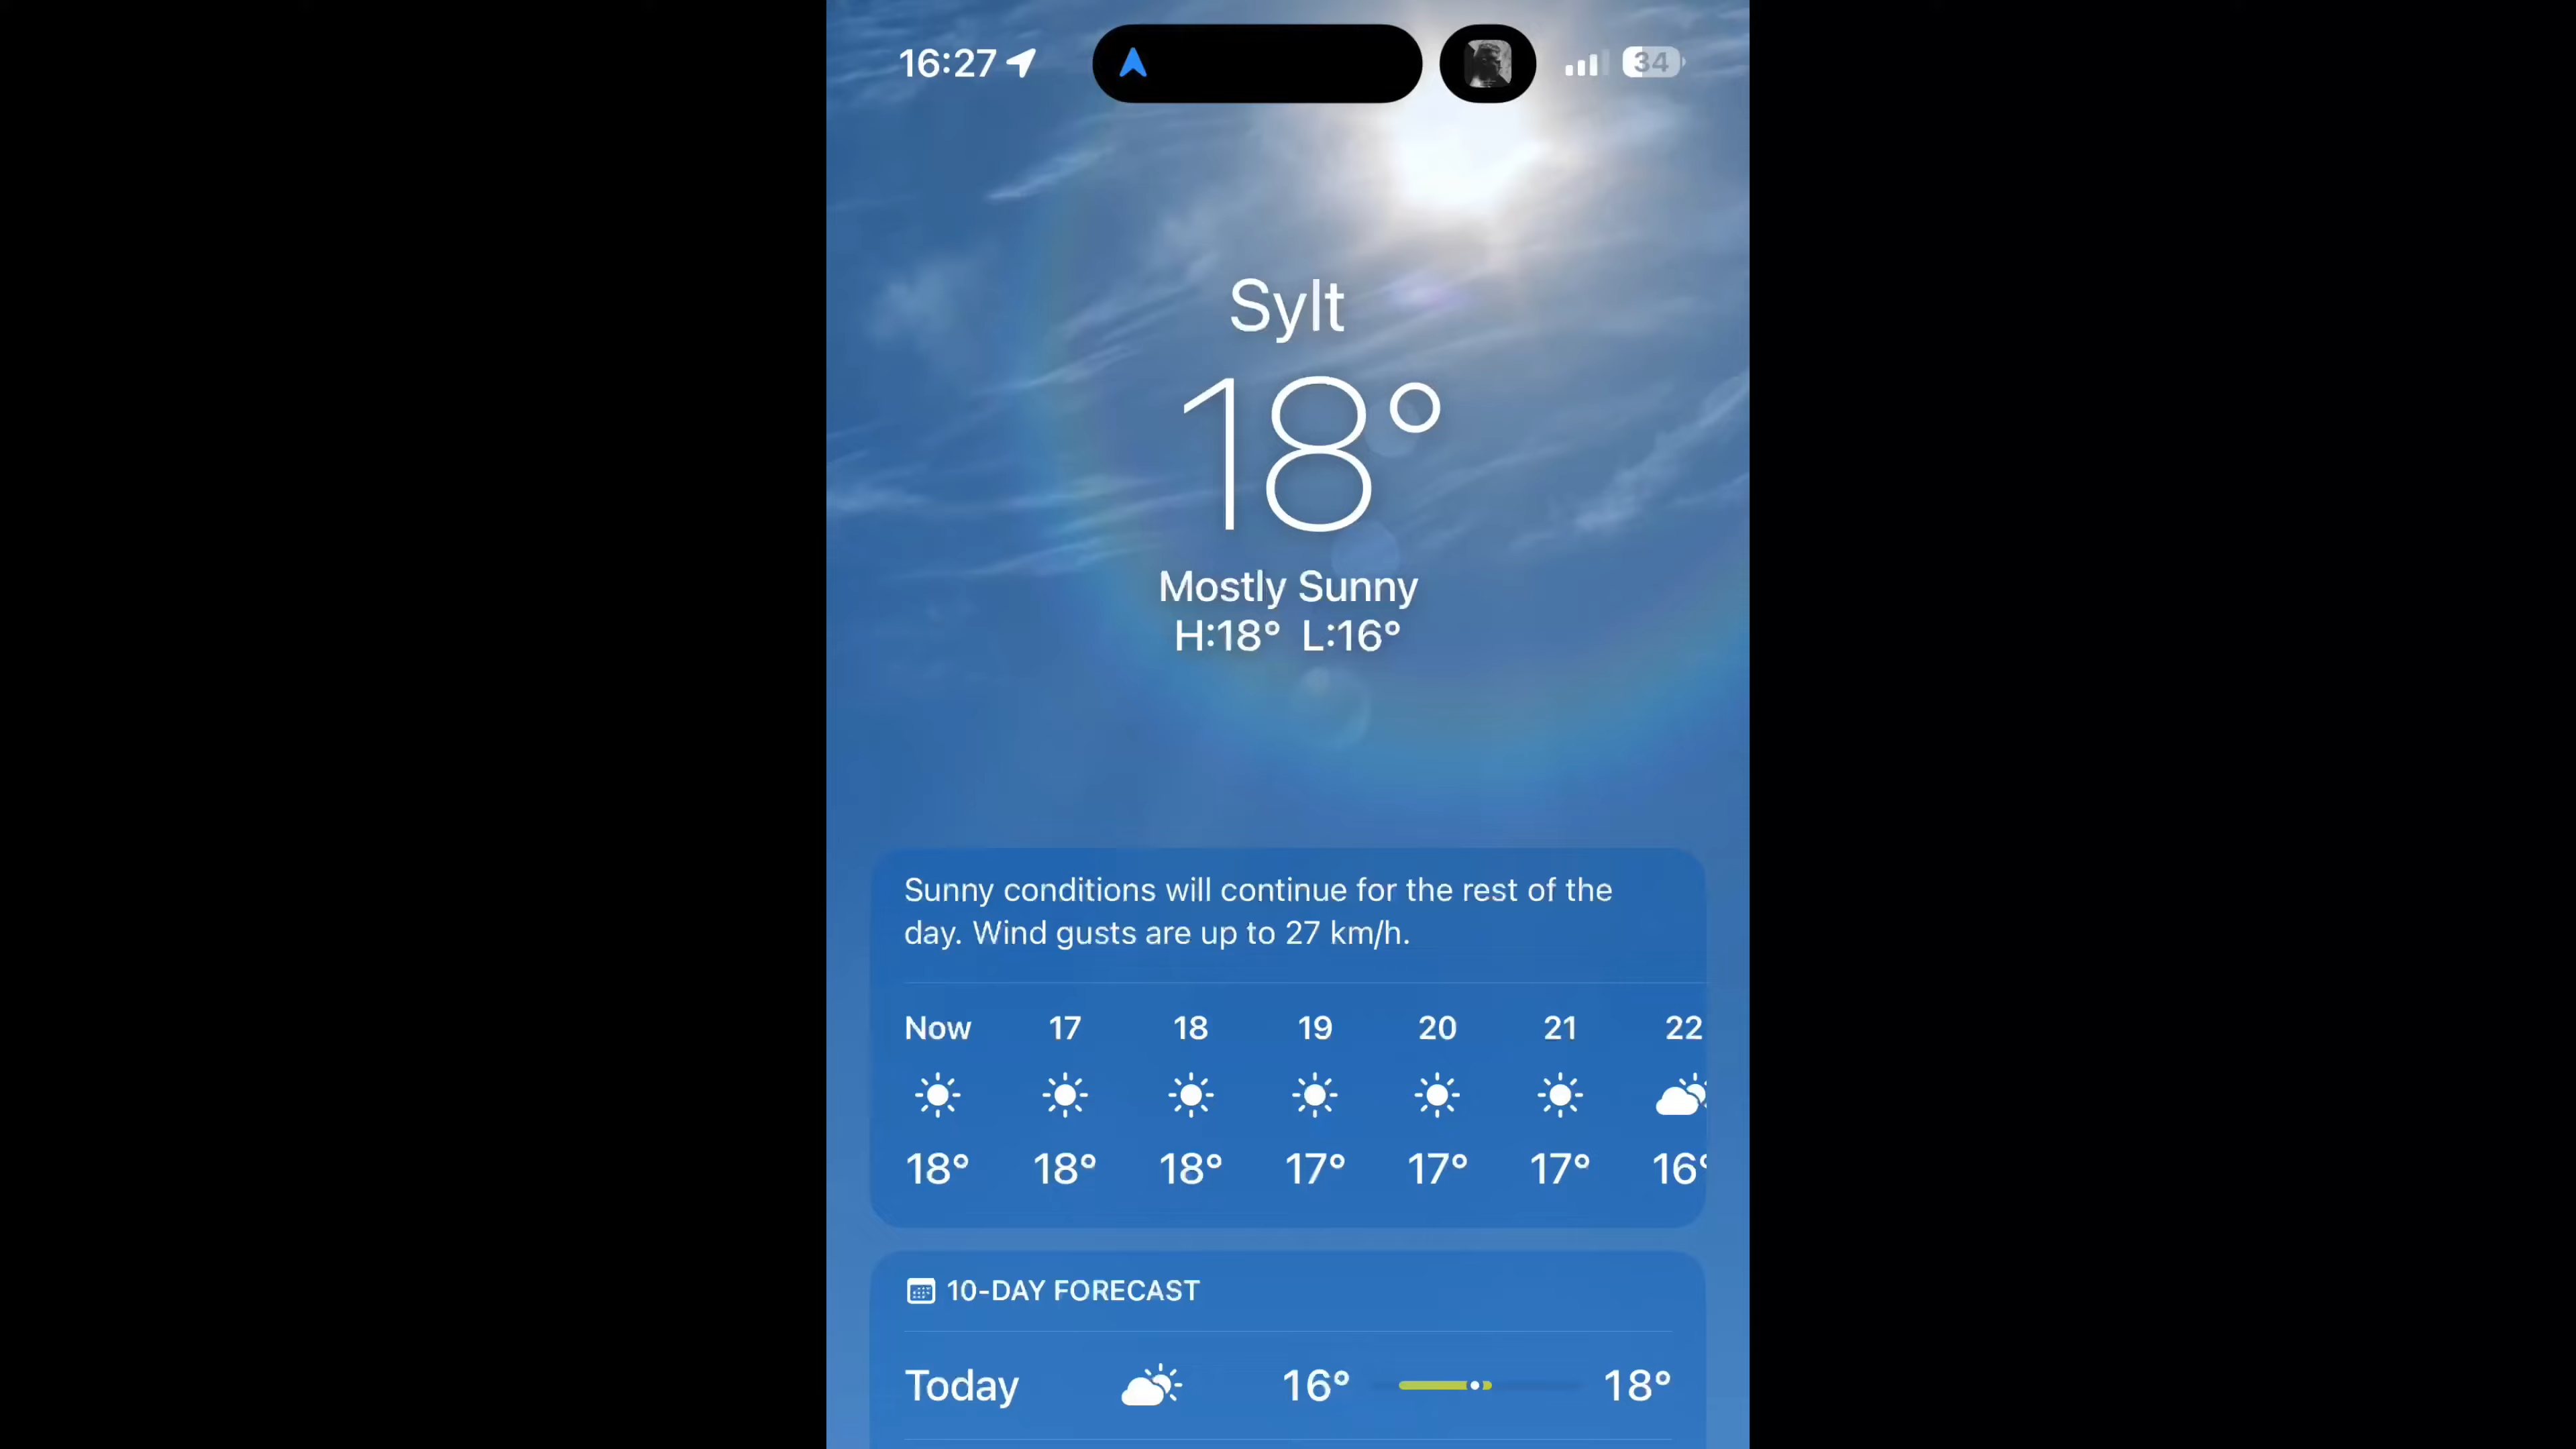 16:27
34
Sylt
18°
Mostly Sunny
H:18° L:16°
Sunny conditions will continue for the rest of the
day. Wind gusts are up to 27 km/h.
Now 17 18 19 20 21 22
18° 18° 18° 17° 17° 17° 16°
10-DAY FORECAST
Today 16° 18°